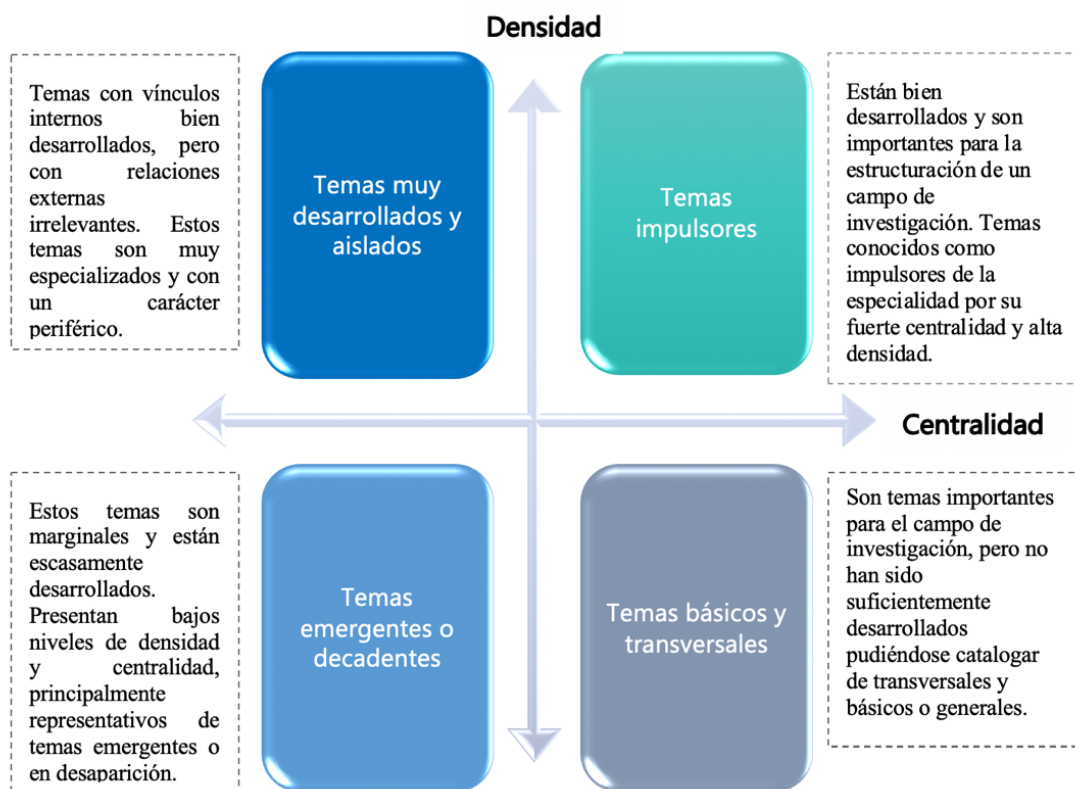 Densidad
Temas con vínculos
internos bien
desarrollados, pero
con relaciones
externas
irrelevantes. Estos
temas son muy
especializados y con
un carácter
periférico.
Temas muy
desarrollados y
aislados
Temas
impulsores
Están bien
desarrollados y son
importantes para la
estructuración de un
campo de
investigación. Temas
conocidos como
impulsores de la
especialidad por su
fuerte centralidad y alta
densidad.
Centralidad
Estos temas son
marginales y están
escasamente
desarrollados.
Presentan bajos
niveles de densidad
y centralidad,
principalmente
representativos de
temas emergentes o
en desaparición.
Temas
emergentes o
decadentes
Temas básicos y
transversales
Son temas importantes
para el campo de
investigación, pero no
han sido
suficientemente
desarrollados
pudiéndose catalogar
de transversales y
básicos o generales.